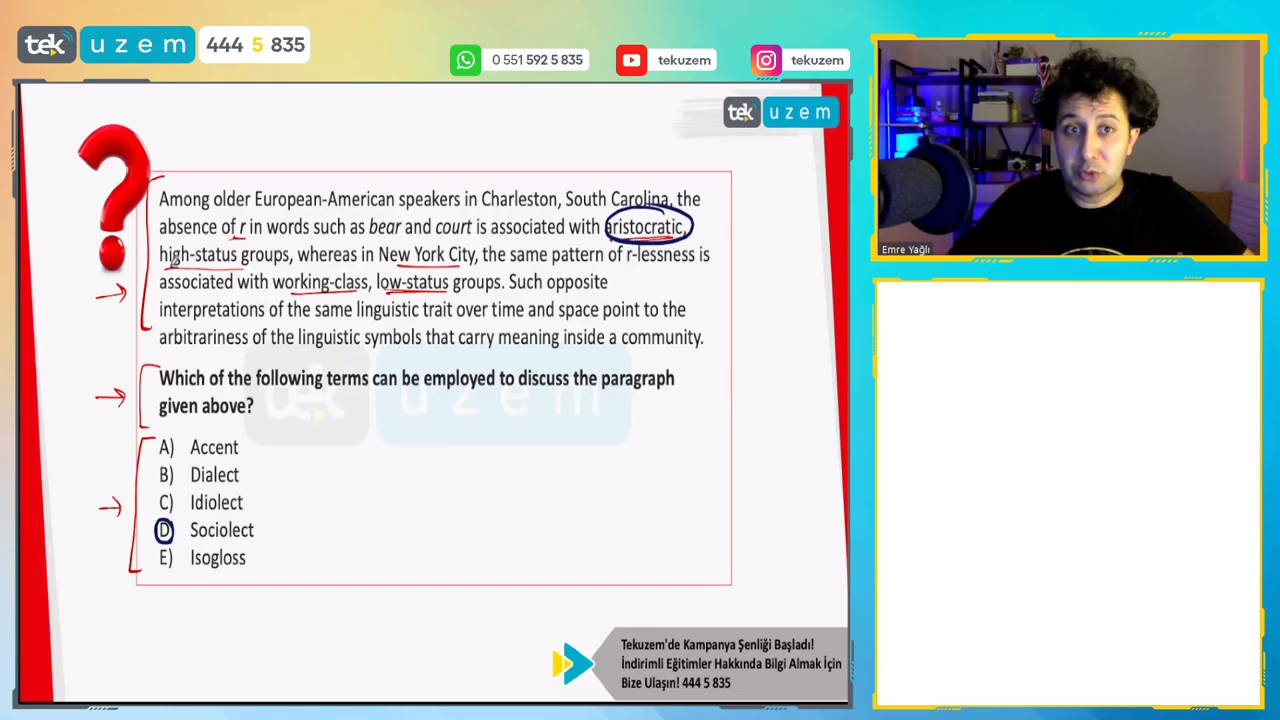 tek uzem 444 5 835
0 551 592 5 835
tekuzem
tekuzem
tek uzem
Among older European-American speakers in Charleston, South Carolina, the
absence of r in words such as bear and court is associated with aristocratic,
high-status groups, whereas in New York City, the same pattern of r-lessness is
associated with working-class, low-status groups. Such opposite
interpretations of the same linguistic trait over time and space point to the
arbitrariness of the linguistic symbols that carry meaning inside a community.
Which of the following terms can be employed to discuss the paragraph
given above?
A) Accent
B) Dialect
C) Idiolect
D) Sociolect
E) Isogloss
tek uzem
Tekuzem'de Kampanya Şenliği Başladı!
İndirimli Eğitimler Hakkında Bilgi Almak İçin
Bize Ulaşın! 444 5 835
Emre Yağlı